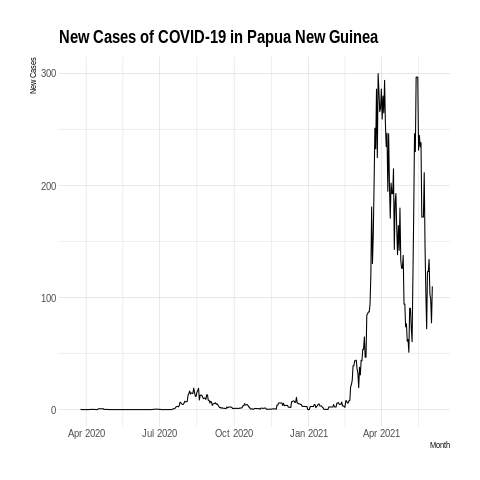 New Cases of COVID-19 in Papua New Guinea
New Cases
300
200
100
0
Apr 2020 Jul 2020 Oct 2020 Jan 2021 Apr 2021
Month